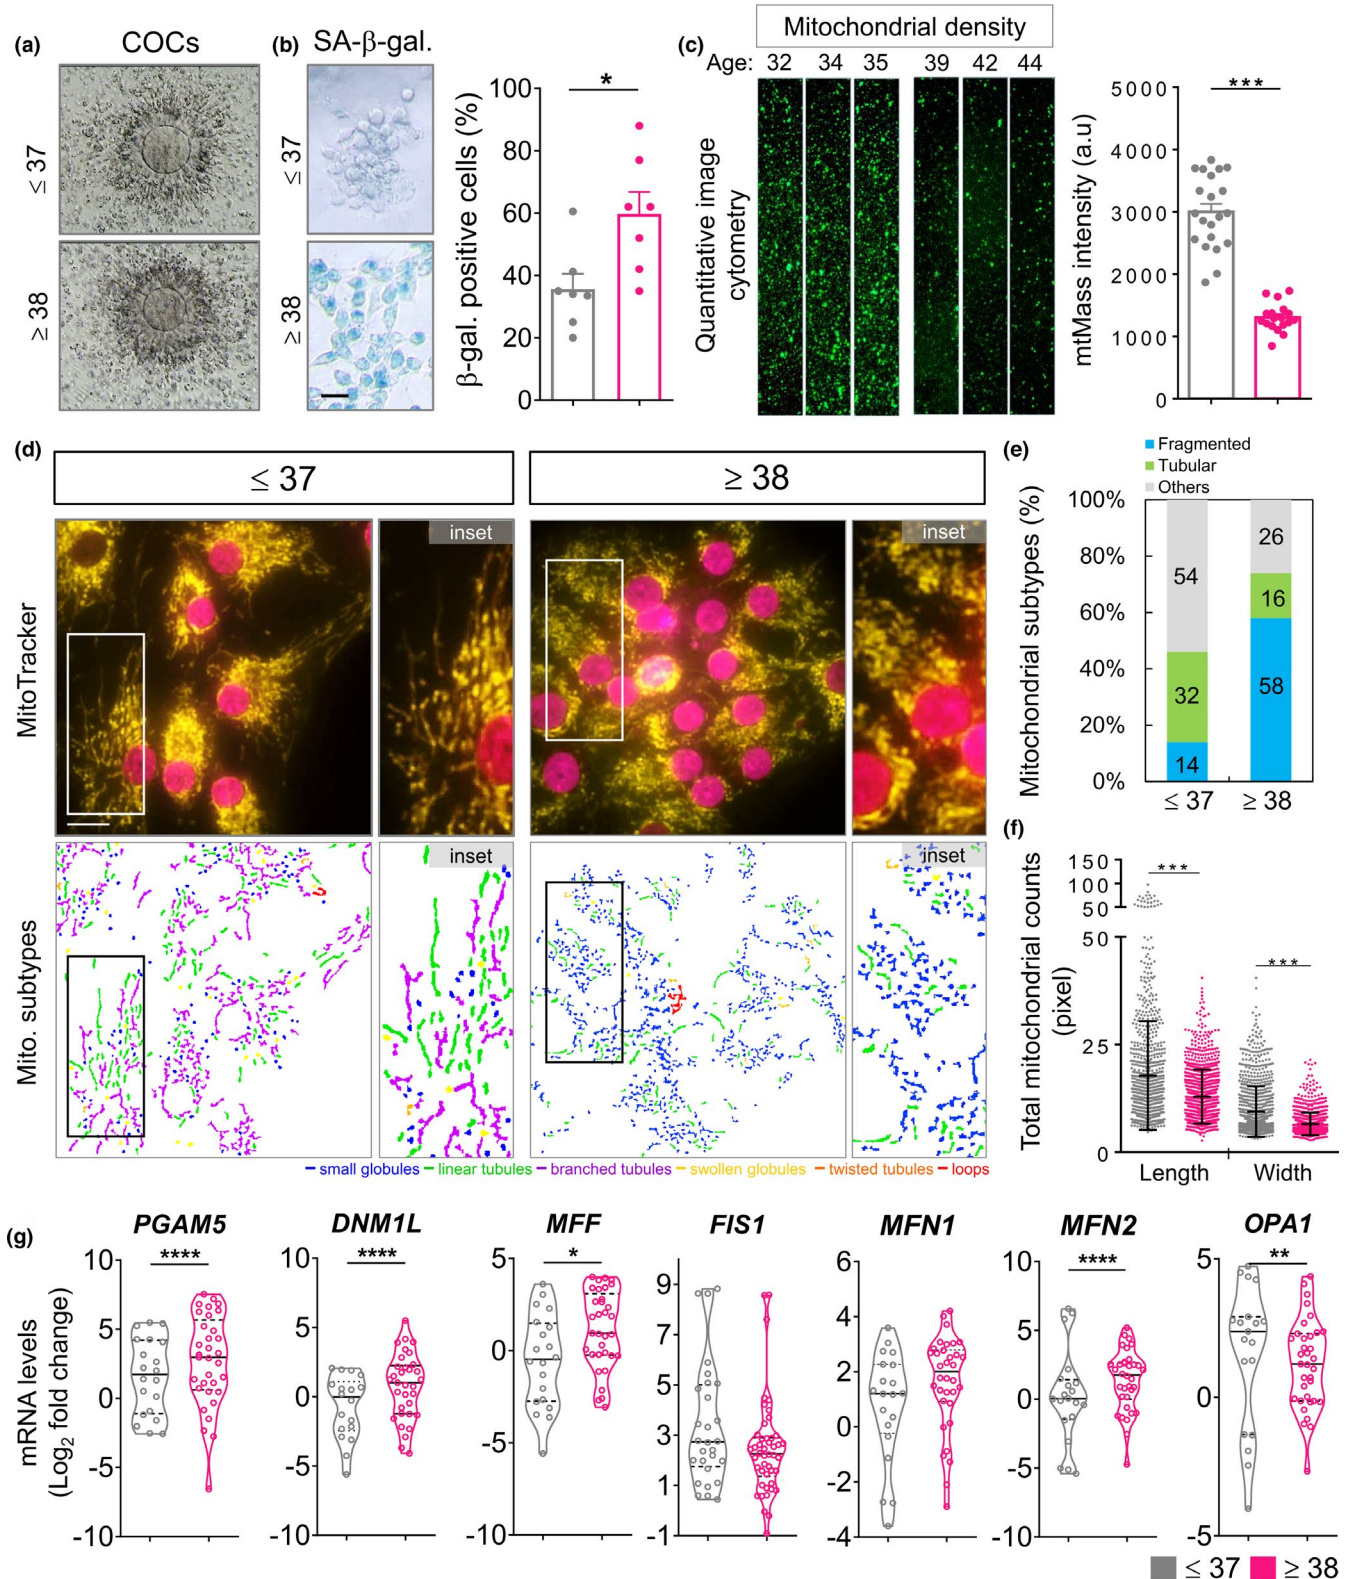 (a)
COCs
≤ 37
≥ 38
(b)
SA-β-gal.
≤ 37
≥ 38
β-gal. positive cells (%)
100
80
60
40
20
0
*
(c)
Mitochondrial density
Age: 32 34 35 39 42 44
Quantitative image
cytometry
mtMass intensity (a.u)
5000
4000
3000
2000
1000
0
***
(d)
≤ 37
≥ 38
MitoTracker
inset
inset
Mito. subtypes
inset
inset
small globules linear tubules branched tubules swollen globules twisted tubules loops
(e)
Fragmented
Tubular
Others
Mitochondrial subtypes (%)
100%
80%
60%
40%
20%
0%
54
32
14
26
16
58
≤ 37 ≥ 38
(f)
Total mitochondrial counts
(pixel)
150
100
50
50
25
0
***
***
Length Width
(g)
mRNA levels
(Log2 fold change)
PGAM5
10
5
0
-5
-10
****
DNM1L
10
5
0
-5
-10
****
MFF
5
0
-5
-10
*
FIS1
9
7
5
3
1
-1
MFN1
6
4
2
0
-2
-4
MFN2
10
5
0
-5
-10
****
OPA1
5
0
-5
**
≤ 37 ≥ 38